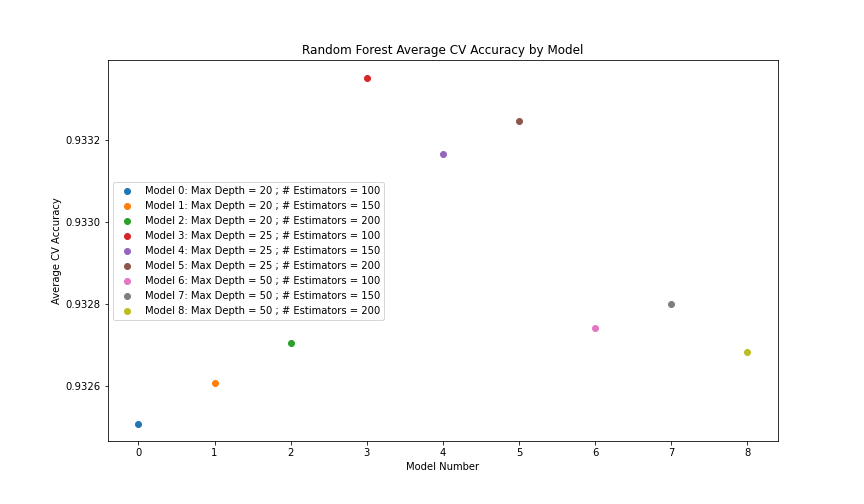 Random Forest Average CV Accuracy by Model
Average CV Accuracy
0.9332
0.9330
0.9328
0.9326
Model 0: Max Depth = 20 ; # Estimators = 100
Model 1: Max Depth = 20 ; # Estimators = 150
Model 2: Max Depth = 20 ; # Estimators = 200
Model 3: Max Depth = 25 ; # Estimators = 100
Model 4: Max Depth = 25 ; # Estimators = 150
Model 5: Max Depth = 25 ; # Estimators = 200
Model 6: Max Depth = 50 ; # Estimators = 100
Model 7: Max Depth = 50 ; # Estimators = 150
Model 8: Max Depth = 50 ; # Estimators = 200
0 1 2 3 4 5 6 7 8
Model Number